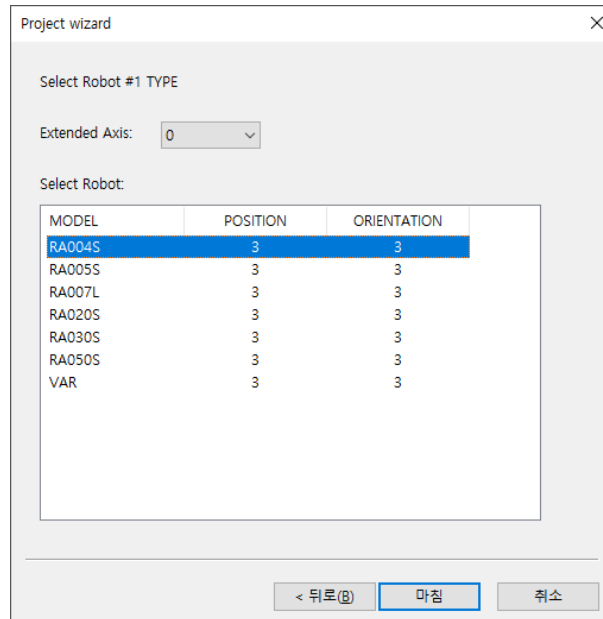 Project wizard
Select Robot #1 TYPE
Extended Axis: 0
Select Robot:
MODEL POSITION ORIENTATION
RA004S 3 3
RA005S 3 3
RA007L 3 3
RA020S 3 3
RA030S 3 3
RA050S 3 3
VAR 3 3
< 뒤로(B) 마침 취소